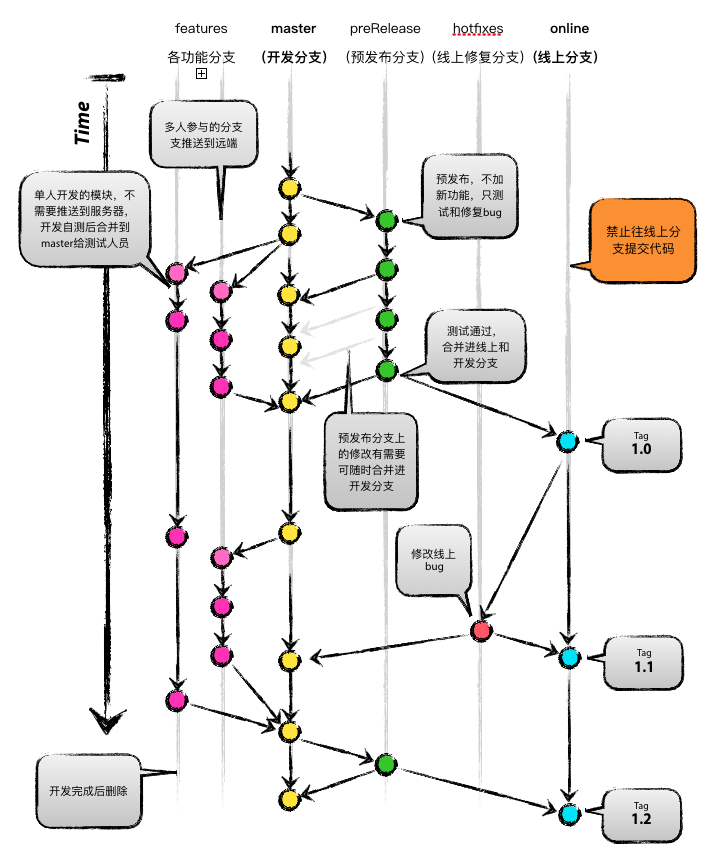 features
master
preRelease
hotfixes
online
各功能分支
(开发分支)
(预发布分支)
(线上修复分支)
(线上分支)
Time
多人参与的分支
支推送到远端
单人开发的模块，不
需要推送到服务器，
开发自测后合并到
master给测试人员
预发布，不加
新功能，只测
试和修复bug
禁止往线上分
支提交代码
测试通过，
合并进线上和
开发分支
预发布分支上
的修改有需要
可随时合并进
开发分支
Tag
1.0
修改线上
bug
Tag
1.1
开发完成后删除
Tag
1.2